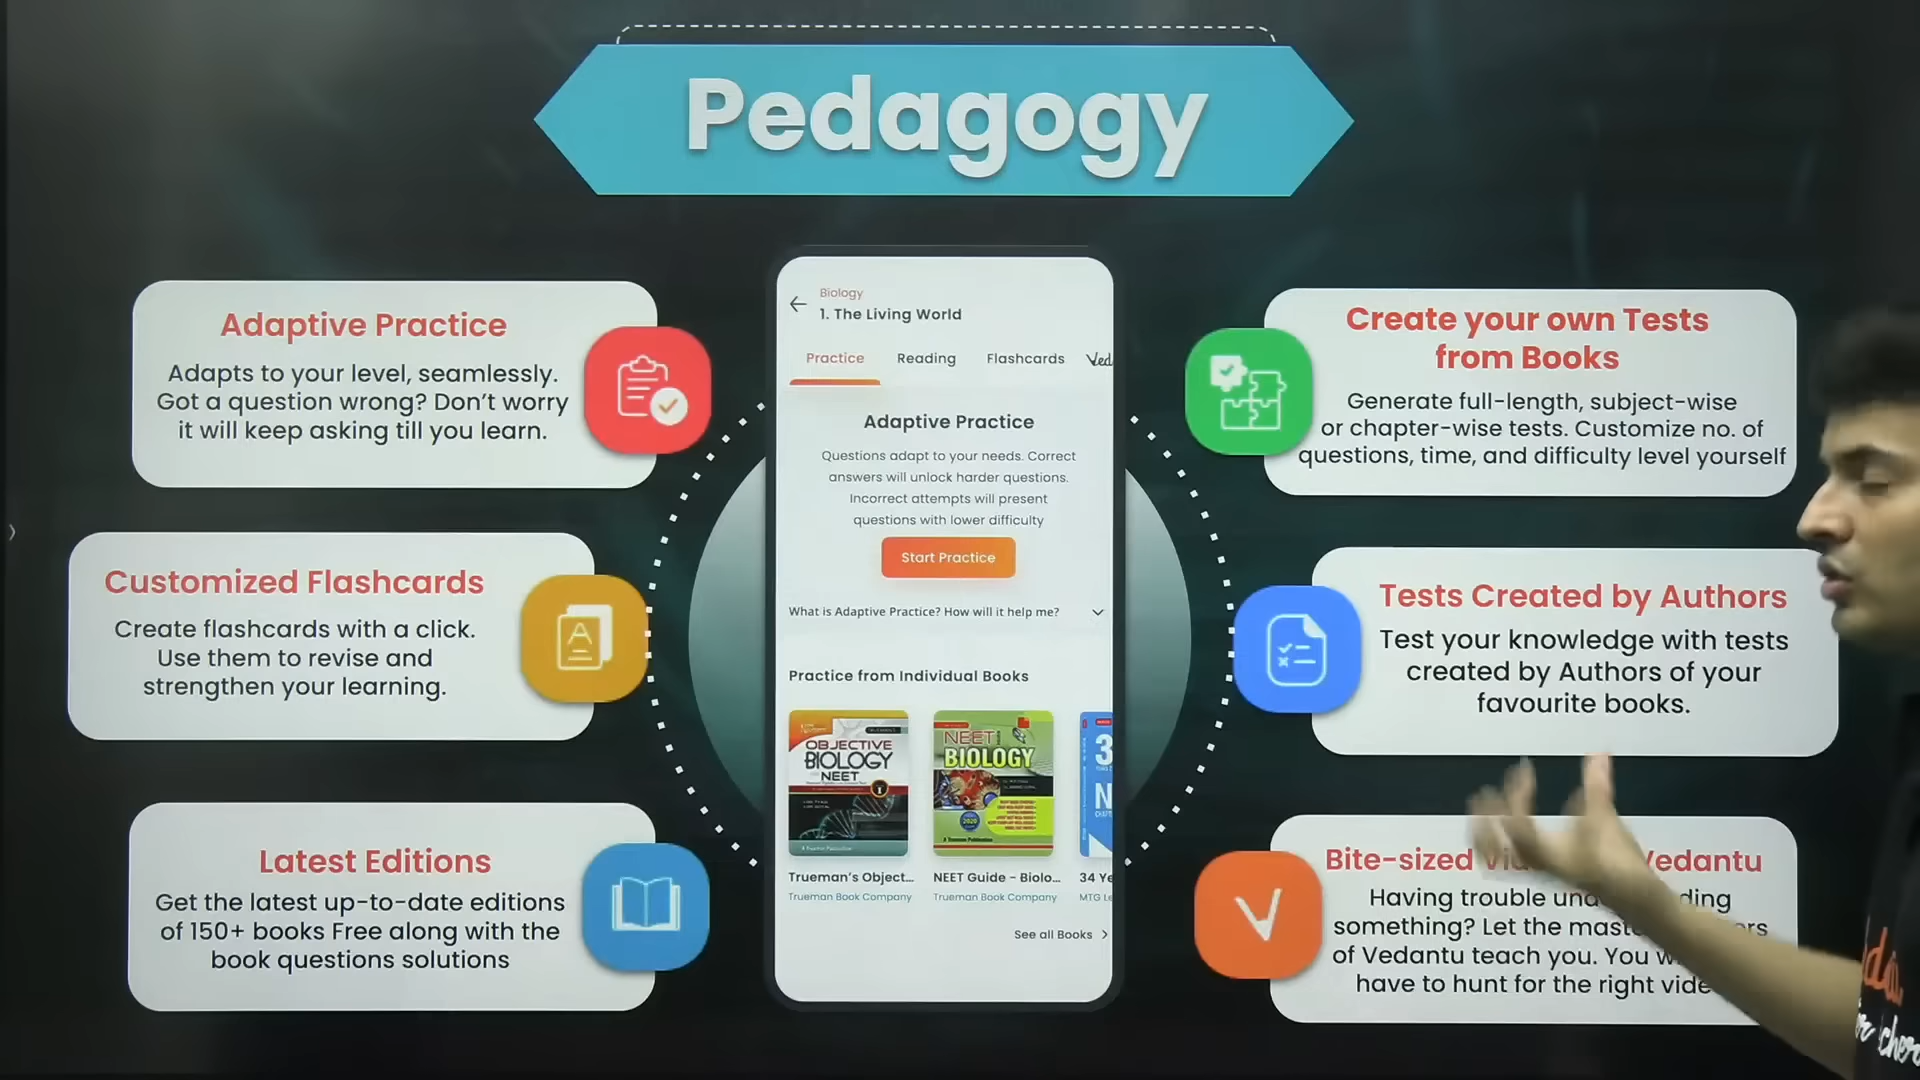 Pedagogy
Adaptive Practice
Adapts to your level, seamlessly.
Got a question wrong? Don't worry
it will keep asking till you learn.
Customized Flashcards
Create flashcards with a click.
Use them to revise and
strengthen your learning.
Latest Editions
Get the latest up-to-date editions
of 150+ books Free along with the
book questions solutions
Biology
1. The Living World
Practice Reading Flashcards Ved
Adaptive Practice
Questions adapt to your needs. Correct
answers will unlock harder questions.
Incorrect attempts will present
questions with lower difficulty
Start Practice
What is Adaptive Practice? How will it help me?
Practice from Individual Books
OBJECTIVE
BIOLOGY
NEET
NEET
BIOLOGY
2020
Trueman's Object... NEET Guide - Biolo... 34 Ye
Trueman Book Company Trueman Book Company MTG Le
See all Books
Create your own Tests
from Books
Generate full-length, subject-wise
or chapter-wise tests. Customize no. of
questions, time, and difficulty level yourself
Tests Created by Authors
Test your knowledge with tests
created by Authors of your
favourite books.
Bite-sized Vedantu
Having trouble
something? Let the
of Vedantu teach you. You
have to hunt for the right